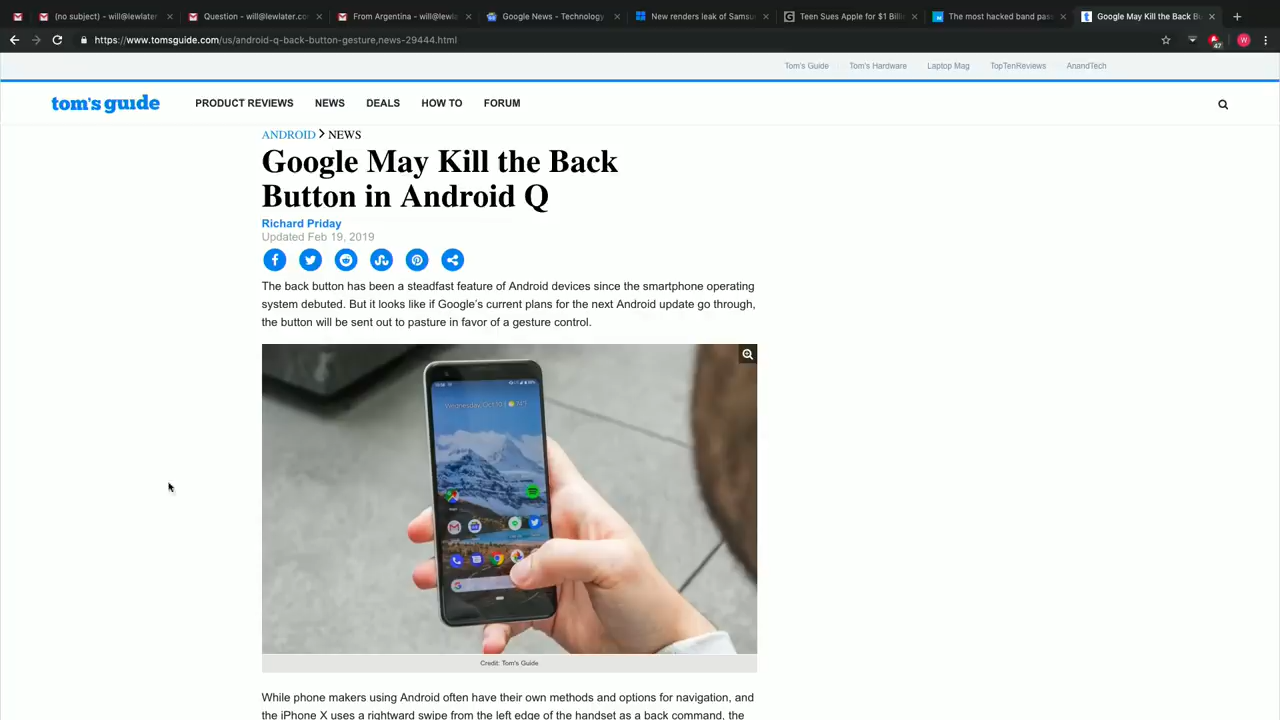 (no subject) - will@lewlater
Question - will@lewlater.co
From Argentina - will@lewla
Google News - Technology
New renders leak of Samsu
Teen Sues Apple for $1 Billi
The most hacked band pas
Google May Kill the Back Bu
https://www.tomsguide.com/us/android-q-back-button-gesture,news-29444.html
47
W
Tom's Guide Tom's Hardware Laptop Mag TopTenReviews AnandTech
tom's guide PRODUCT REVIEWS NEWS DEALS HOW TO FORUM
ANDROID > NEWS
Google May Kill the Back
Button in Android Q
Richard Priday
Updated Feb 19, 2019
The back button has been a steadfast feature of Android devices since the smartphone operating
system debuted. But it looks like if Google's current plans for the next Android update go through,
the button will be sent out to pasture in favor of a gesture control.
Credit: Tom's Guide
While phone makers using Android often have their own methods and options for navigation, and
the iPhone X uses a rightward swipe from the left edge of the handset as a back command, the